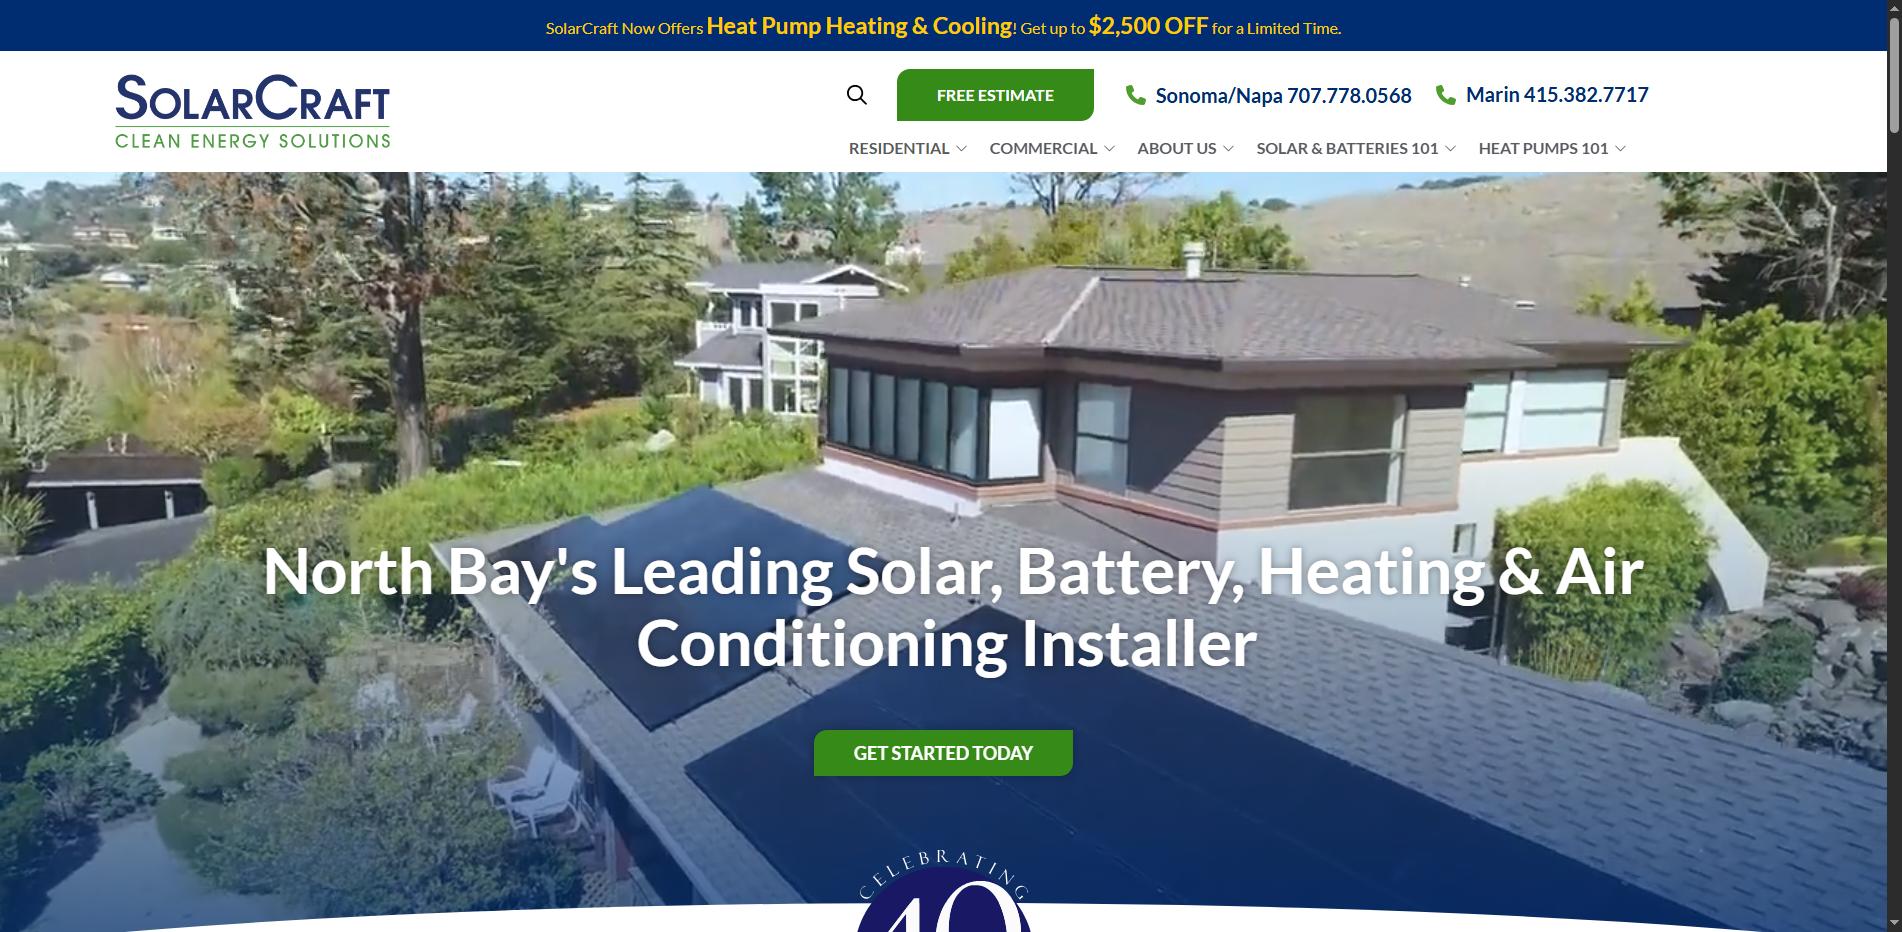 SolarCraft Now Offers Heat Pump Heating & Cooling! Get up to $2,500 OFF for a Limited Time.
SOLARCRAFT
CLEAN ENERGY SOLUTIONS
FREE ESTIMATE
Sonoma/Napa 707.778.0568
Marin 415.382.7717
RESIDENTIAL
COMMERCIAL
ABOUT US
SOLAR & BATTERIES 101
HEAT PUMPS 101
North Bay's Leading Solar, Battery, Heating & Air
Conditioning Installer
GET STARTED TODAY
CELEBRATING
40